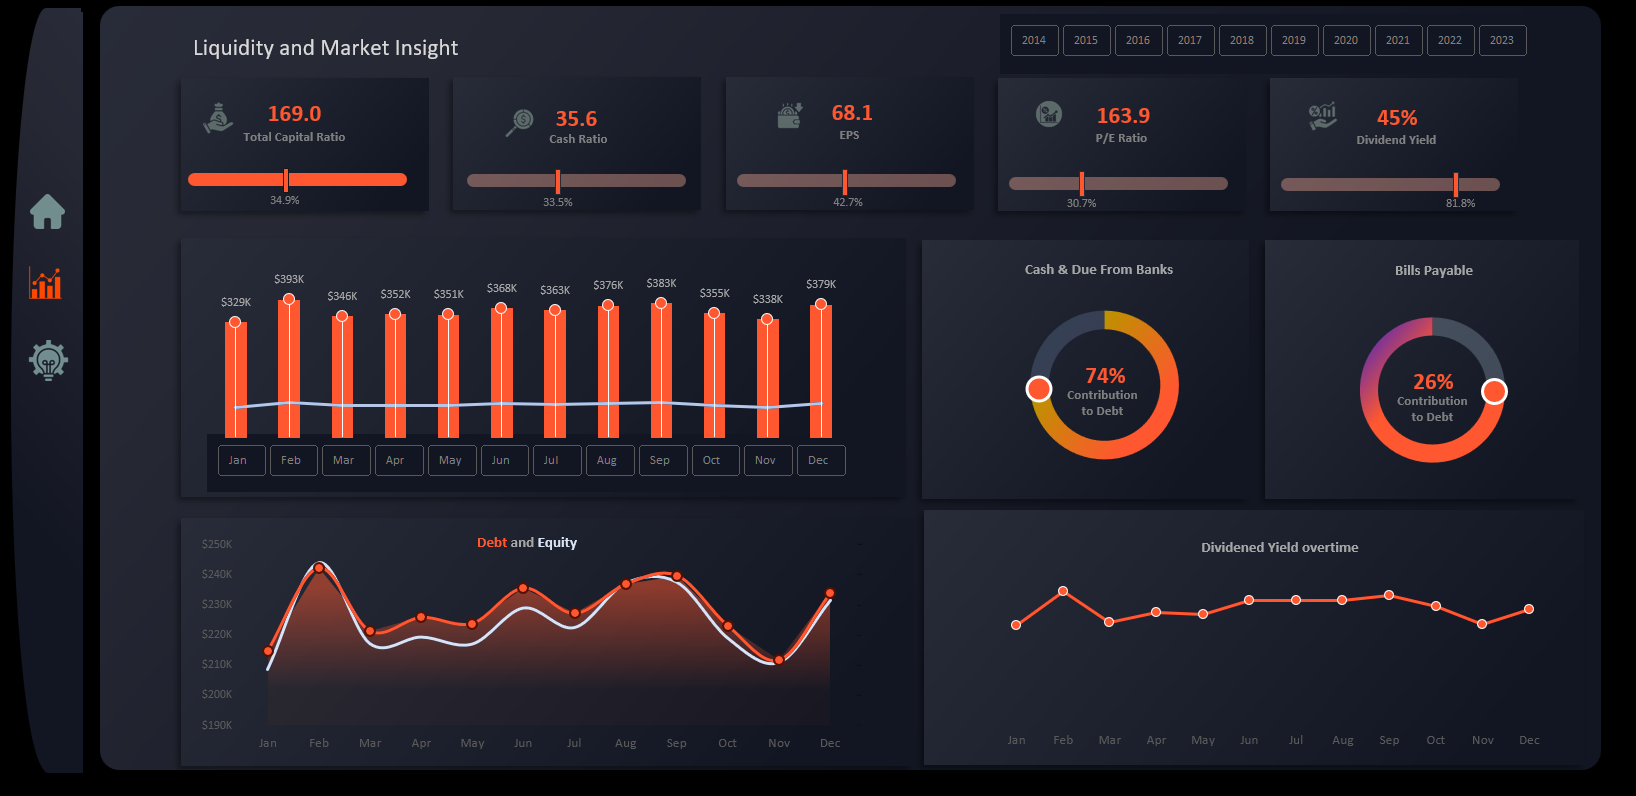 Liquidity and Market Insight
2014 2015 2016 2017 2018 2019 2020 2021 2022 2023
169.0
Total Capital Ratio
34.9%
35.6
Cash Ratio
33.5%
68.1
EPS
42.7%
163.9
P/E Ratio
30.7%
45%
Dividend Yield
81.8%
$329K $393K $346K $352K $351K $368K $363K $376K $383K $355K $338K $379K
Jan Feb Mar Apr May Jun Jul Aug Sep Oct Nov Dec
Cash & Due From Banks
74%
Contribution
to Debt
Bills Payable
26%
Contribution
to Debt
Debt and Equity
$250K
$240K
$230K
$220K
$210K
$200K
$190K
Jan Feb Mar Apr May Jun Jul Aug Sep Oct Nov Dec
Dividened Yield overtime
Jan Feb Mar Apr May Jun Jul Aug Sep Oct Nov Dec